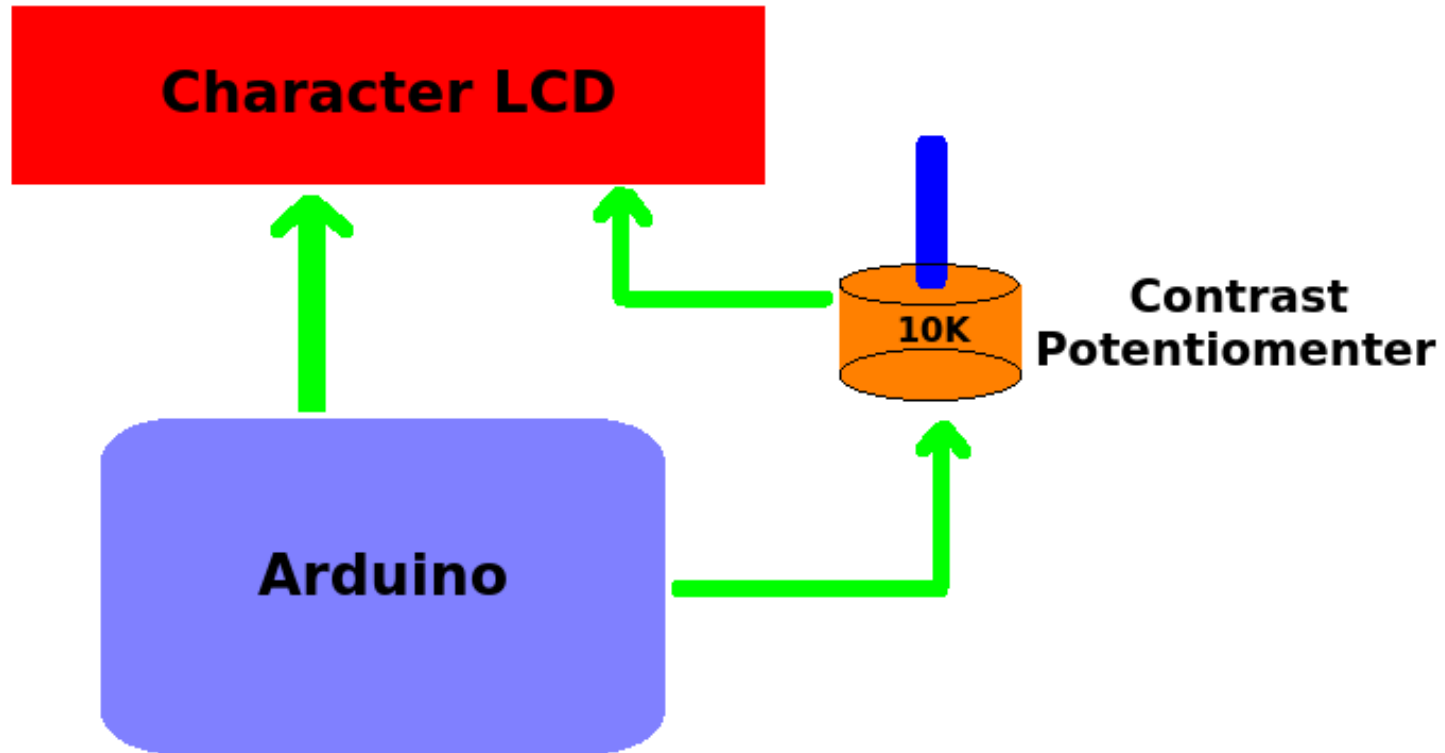 Character LCD
Contrast
Potentiomenter
10K
Arduino